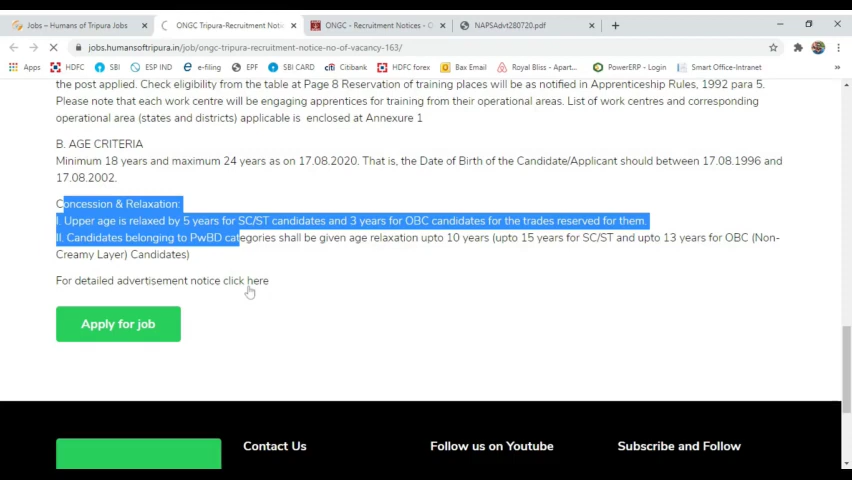 Jobs – Humans of Tripura Jobs
ONGC Tripura-Recruitment Noti
ONGC - Recruitment Notices - O
NAPSAdvt280720.pdf
jobs.humansoftripura.in/job/ongc-tripura-recruitment-notice-no-of-vacancy-163/
Apps HDFC SBI ESP IND e-filing EPF SBI CARD Citibank HDFC forex Bax Email Royal Bliss - Apart... PowerERP - Login Smart Office-Intranet
the post applied. Check eligibility from the table at Page 8 Reservation of training places will be as notified in Apprenticeship Rules, 1992 para 5.
Please note that each work centre will be engaging apprentices for training from their operational areas. List of work centres and corresponding
operational area (states and districts) applicable is enclosed at Annexure 1
B. AGE CRITERIA
Minimum 18 years and maximum 24 years as on 17.08.2020. That is, the Date of Birth of the Candidate/Applicant should between 17.08.1996 and
17.08.2002.
Concession & Relaxation:
I. Upper age is relaxed by 5 years for SC/ST candidates and 3 years for OBC candidates for the trades reserved for them.
II. Candidates belonging to PwBD categories shall be given age relaxation upto 10 years (upto 15 years for SC/ST and upto 13 years for OBC (Non-
Creamy Layer) Candidates)
For detailed advertisement notice click here
Apply for job
Contact Us
Follow us on Youtube
Subscribe and Follow